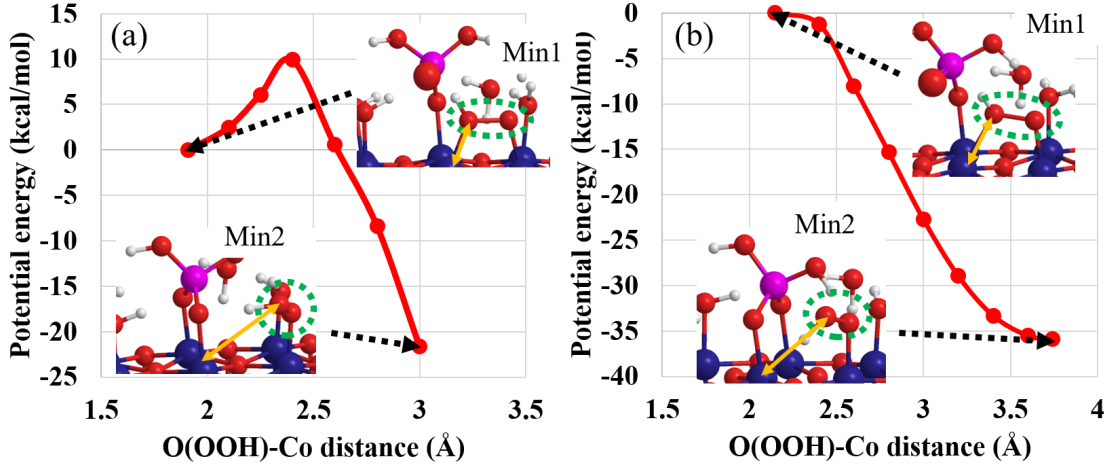 (a)
Potential energy (kcal/mol)
15
10
5
0
-5
-10
-15
-20
-25
1.5
2
2.5
3
3.5
O(OOH)-Co distance (Å)
Min1
Min2
(b)
Potential energy (kcal/mol)
0
-5
-10
-15
-20
-25
-30
-35
-40
1.5
2
2.5
3
3.5
4
O(OOH)-Co distance (Å)
Min1
Min2